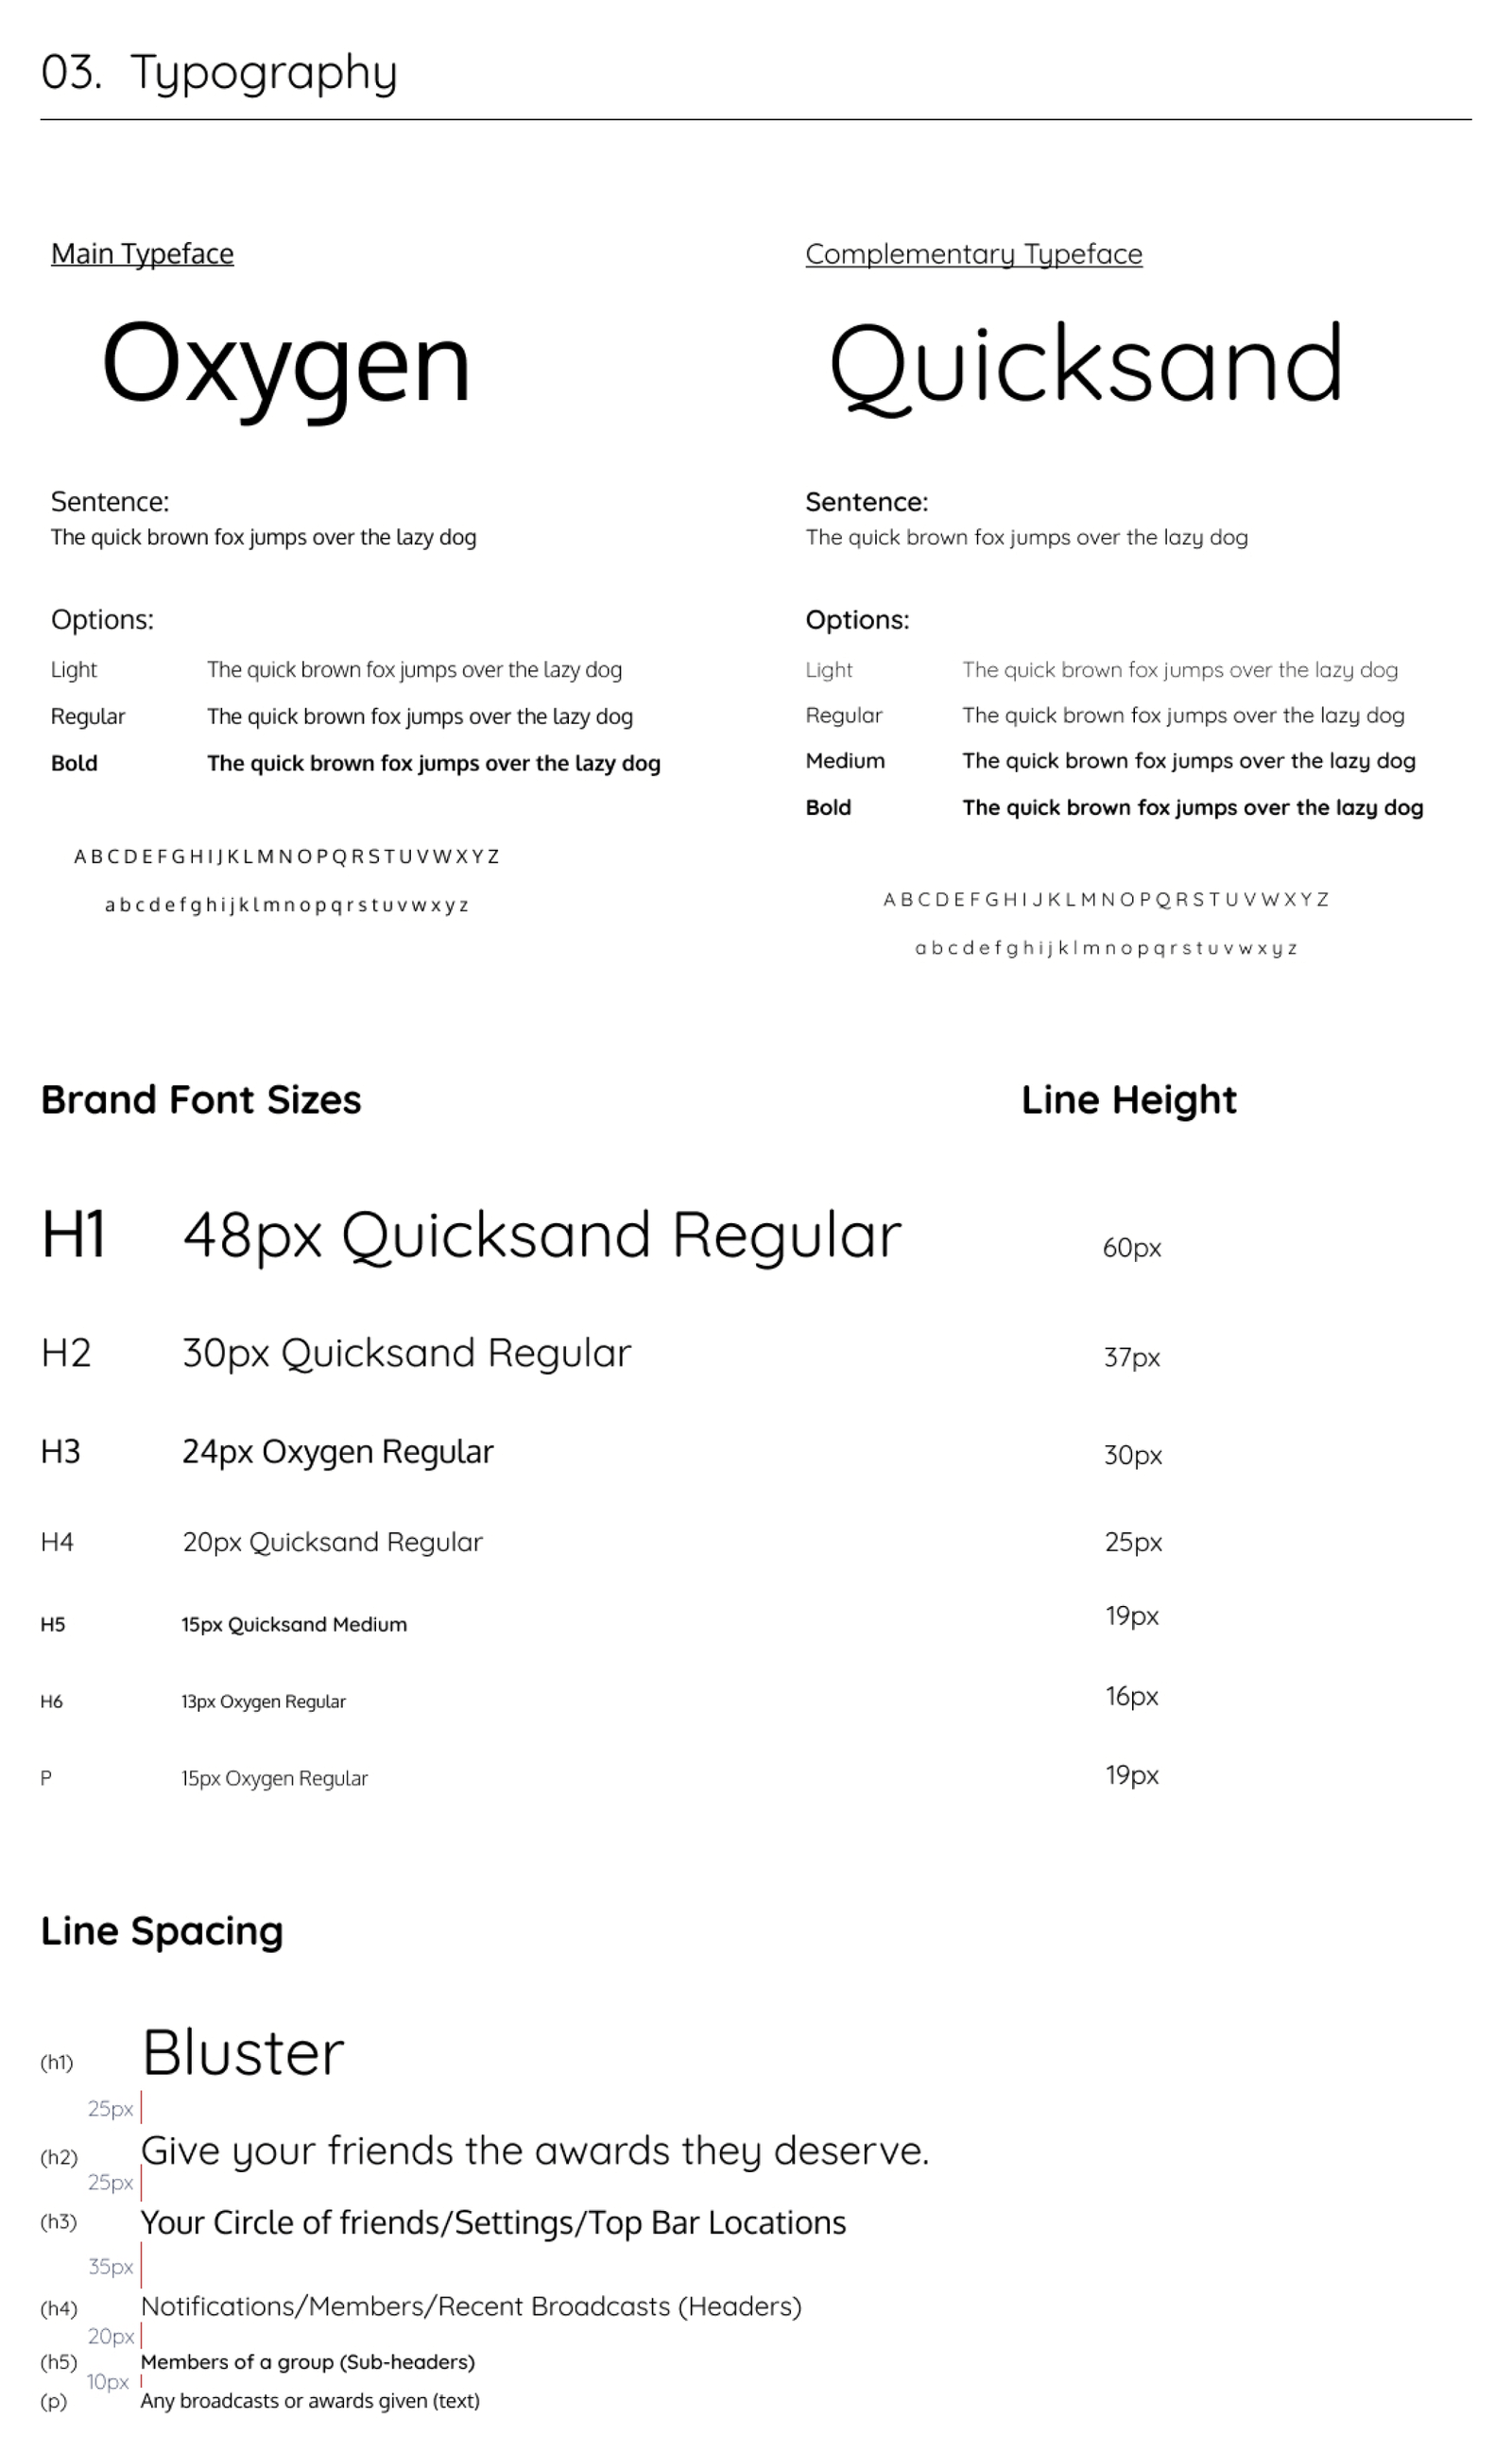 03. Typography
Main Typeface
Oxygen
Sentence:
The quick brown fox jumps over the lazy dog
Options:
Light The quick brown fox jumps over the lazy dog
Regular The quick brown fox jumps over the lazy dog
Bold The quick brown fox jumps over the lazy dog
A B C D E F G H I J K L M N O P Q R S T U V W X Y Z
a b c d e f g h i j k l m n o p q r s t u v w x y z
Complementary Typeface
Quicksand
Sentence:
The quick brown fox jumps over the lazy dog
Options:
Light The quick brown fox jumps over the lazy dog
Regular The quick brown fox jumps over the lazy dog
Medium The quick brown fox jumps over the lazy dog
Bold The quick brown fox jumps over the lazy dog
A B C D E F G H I J K L M N O P Q R S T U V W X Y Z
a b c d e f g h i j k l m n o p q r s t u v w x y z
Brand Font Sizes Line Height
H1 48px Quicksand Regular 60px
H2 30px Quicksand Regular 37px
H3 24px Oxygen Regular 30px
H4 20px Quicksand Regular 25px
H5 15px Quicksand Medium 19px
H6 13px Oxygen Regular 16px
P 15px Oxygen Regular 19px
Line Spacing
(h1) Bluster
25px
(h2) Give your friends the awards they deserve.
25px
(h3) Your Circle of friends/Settings/Top Bar Locations
35px
(h4) Notifications/Members/Recent Broadcasts (Headers)
20px
(h5) Members of a group (Sub-headers)
10px
(p) Any broadcasts or awards given (text)